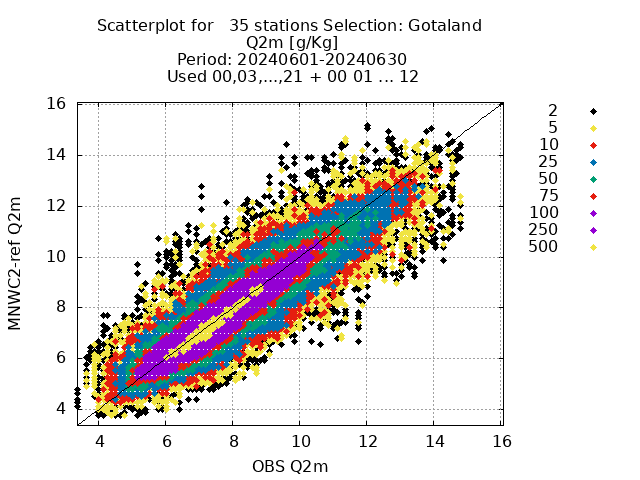 Scatterplot for   35 stations Selection: Gotaland
Q2m [g/Kg]
Period: 20240601-20240630
Used 00,03,...,21 + 00 01 ... 12
16
14
12
10
8
6
4
MNWC2-ref Q2m
4 6 8 10 12 14 16
OBS Q2m
2
5
10
25
50
75
100
250
500